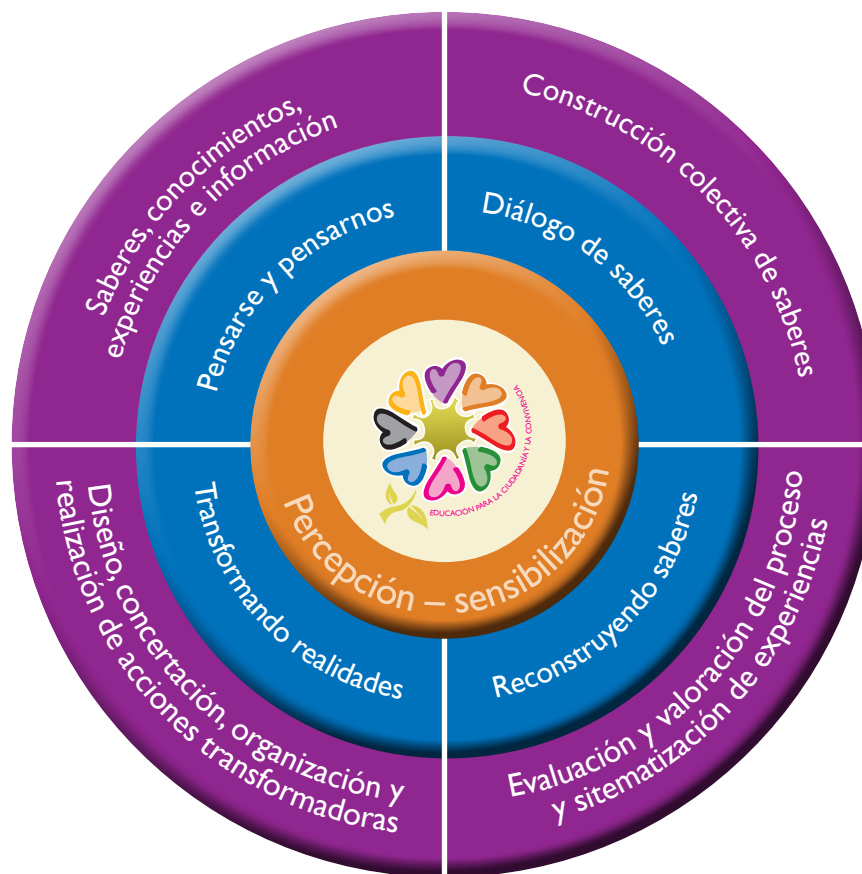 Saberes, conocimientos,
experiencias e información
Pensarse y pensarnos
Construcción colectiva de saberes
Diálogo de saberes
EDUCACIÓN PARA LA CIUDADANÍA Y LA CONVIVENCIA
Percepción – sensibilización
Transformando realidades
Diseño, concertación, organización y
realización de acciones transformadoras
Reconstruyendo saberes
Evaluación y valoración del proceso
y sitematización de experiencias